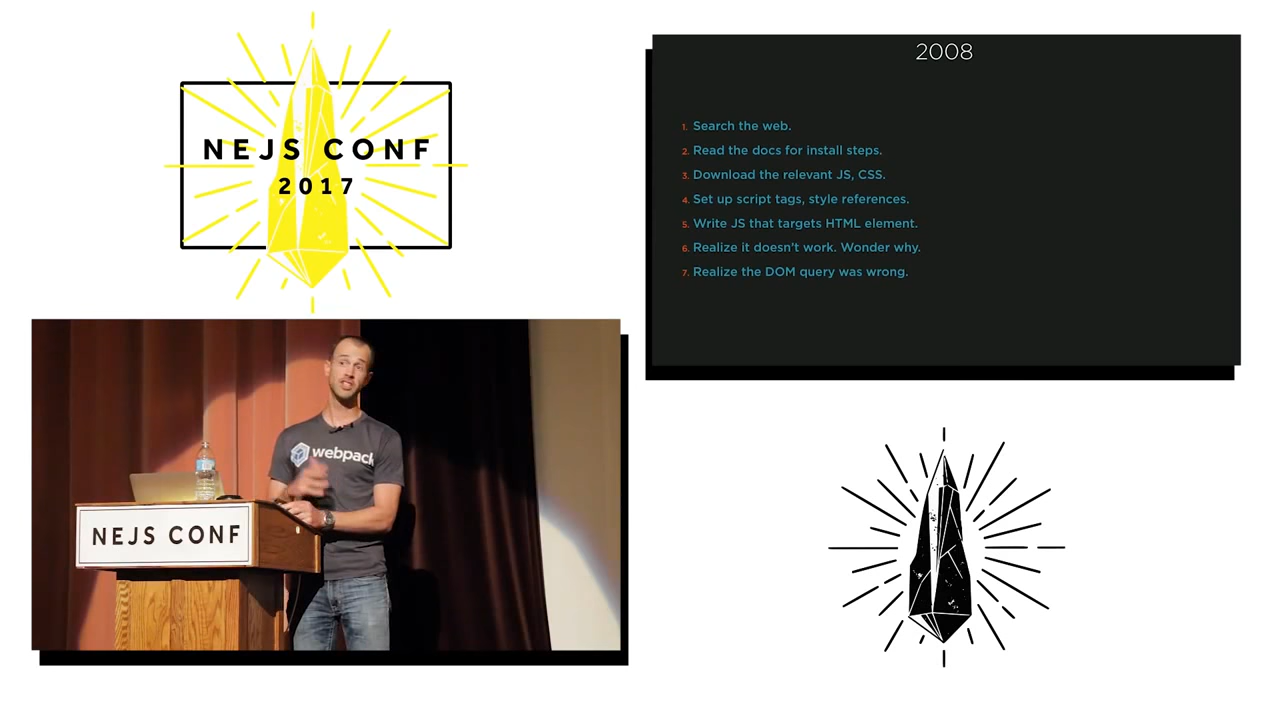 NEJS CONF
2017
2008
1. Search the web.
2. Read the docs for install steps.
3. Download the relevant JS, CSS.
4. Set up script tags, style references.
5. Write JS that targets HTML element.
6. Realize it doesn't work. Wonder why.
7. Realize the DOM query was wrong.
webpack
NEJS CONF